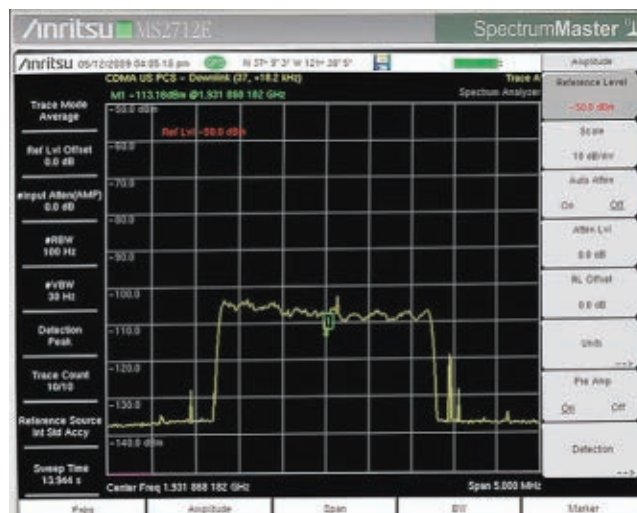 Anritsu MS2712E SpectrumMaster
Anritsu 05/12/2009 04:05:18 pm
CDMA US PCS - Downlink (37, +18.2 kHz) Trace A
M1 -113.16dBm @1.931 868 182 GHz Spectrum Analyzer
Ref Lvl -50.0 dBm
Trace Mode
Average
Ref Lvl Offset
0.0 dB
#Input Atten(AMP)
0.0 dB
#RBW
100 Hz
#VBW
30 Hz
Detection
Peak
Trace Count
10/10
Reference Source
Int Std Accy
Sweep Time
13.944 s
-50.0 dBm
-60.0
-70.0
-80.0
-90.0
-100.0
-110.0
-120.0
-130.0
-140.0 dBm
1
Center Freq 1.931 868 182 GHz Span 5.000 MHz
Amplitude
Reference Level
-50.0 dBm
Scale
10 dB/div
Auto Atten
On Off
Atten Lvl
0.0 dB
RL Offset
0.0 dB
Units
-->
Pre Amp
On Off
Detection
-->
Freq Amplitude Span BW Marker